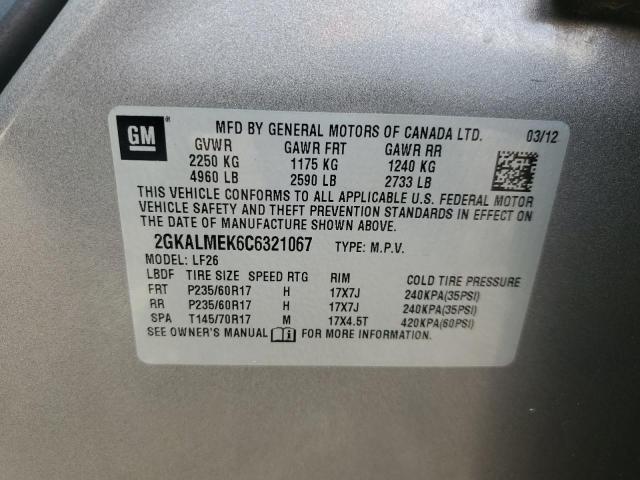 GM ®
MFD BY GENERAL MOTORS OF CANADA LTD. 03/12
GVWR GAWR FRT GAWR RR
2250 KG 1175 KG 1240 KG
4960 LB 2590 LB 2733 LB
THIS VEHICLE CONFORMS TO ALL APPLICABLE U.S. FEDERAL MOTOR
VEHICLE SAFETY AND THEFT PREVENTION STANDARDS IN EFFECT ON
THE DATE OF MANUFACTURE SHOWN ABOVE.
2GKALMEK6C6321067 TYPE: M.P.V.
MODEL: LF26
LBDF TIRE SIZE SPEED RTG RIM COLD TIRE PRESSURE
FRT P235/60R17 H 17X7J 240KPA(35PSI)
RR P235/60R17 H 17X7J 240KPA(35PSI)
SPA T145/70R17 M 17X4.5T 420KPA(60PSI)
SEE OWNER'S MANUAL i FOR MORE INFORMATION.